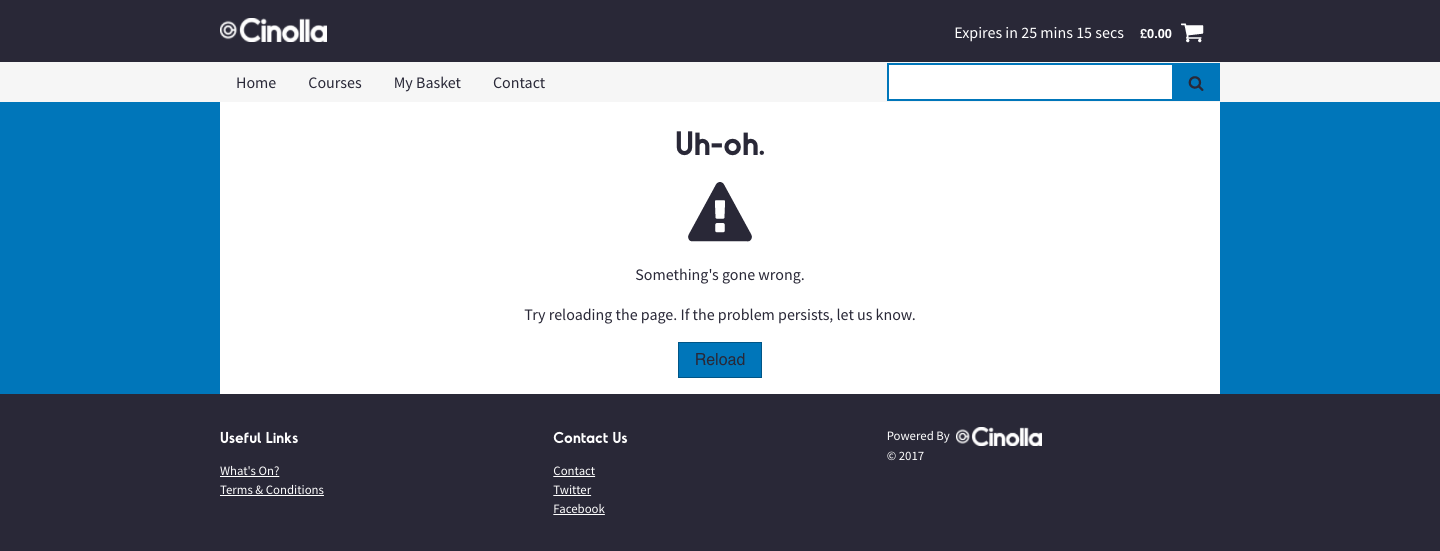 Cinolla
Expires in 25 mins 15 secs £0.00
Home Courses My Basket Contact
Uh-oh.
Something's gone wrong.
Try reloading the page. If the problem persists, let us know.
Reload
Useful Links
What's On?
Terms & Conditions
Contact Us
Contact
Twitter
Facebook
Powered By Cinolla
© 2017